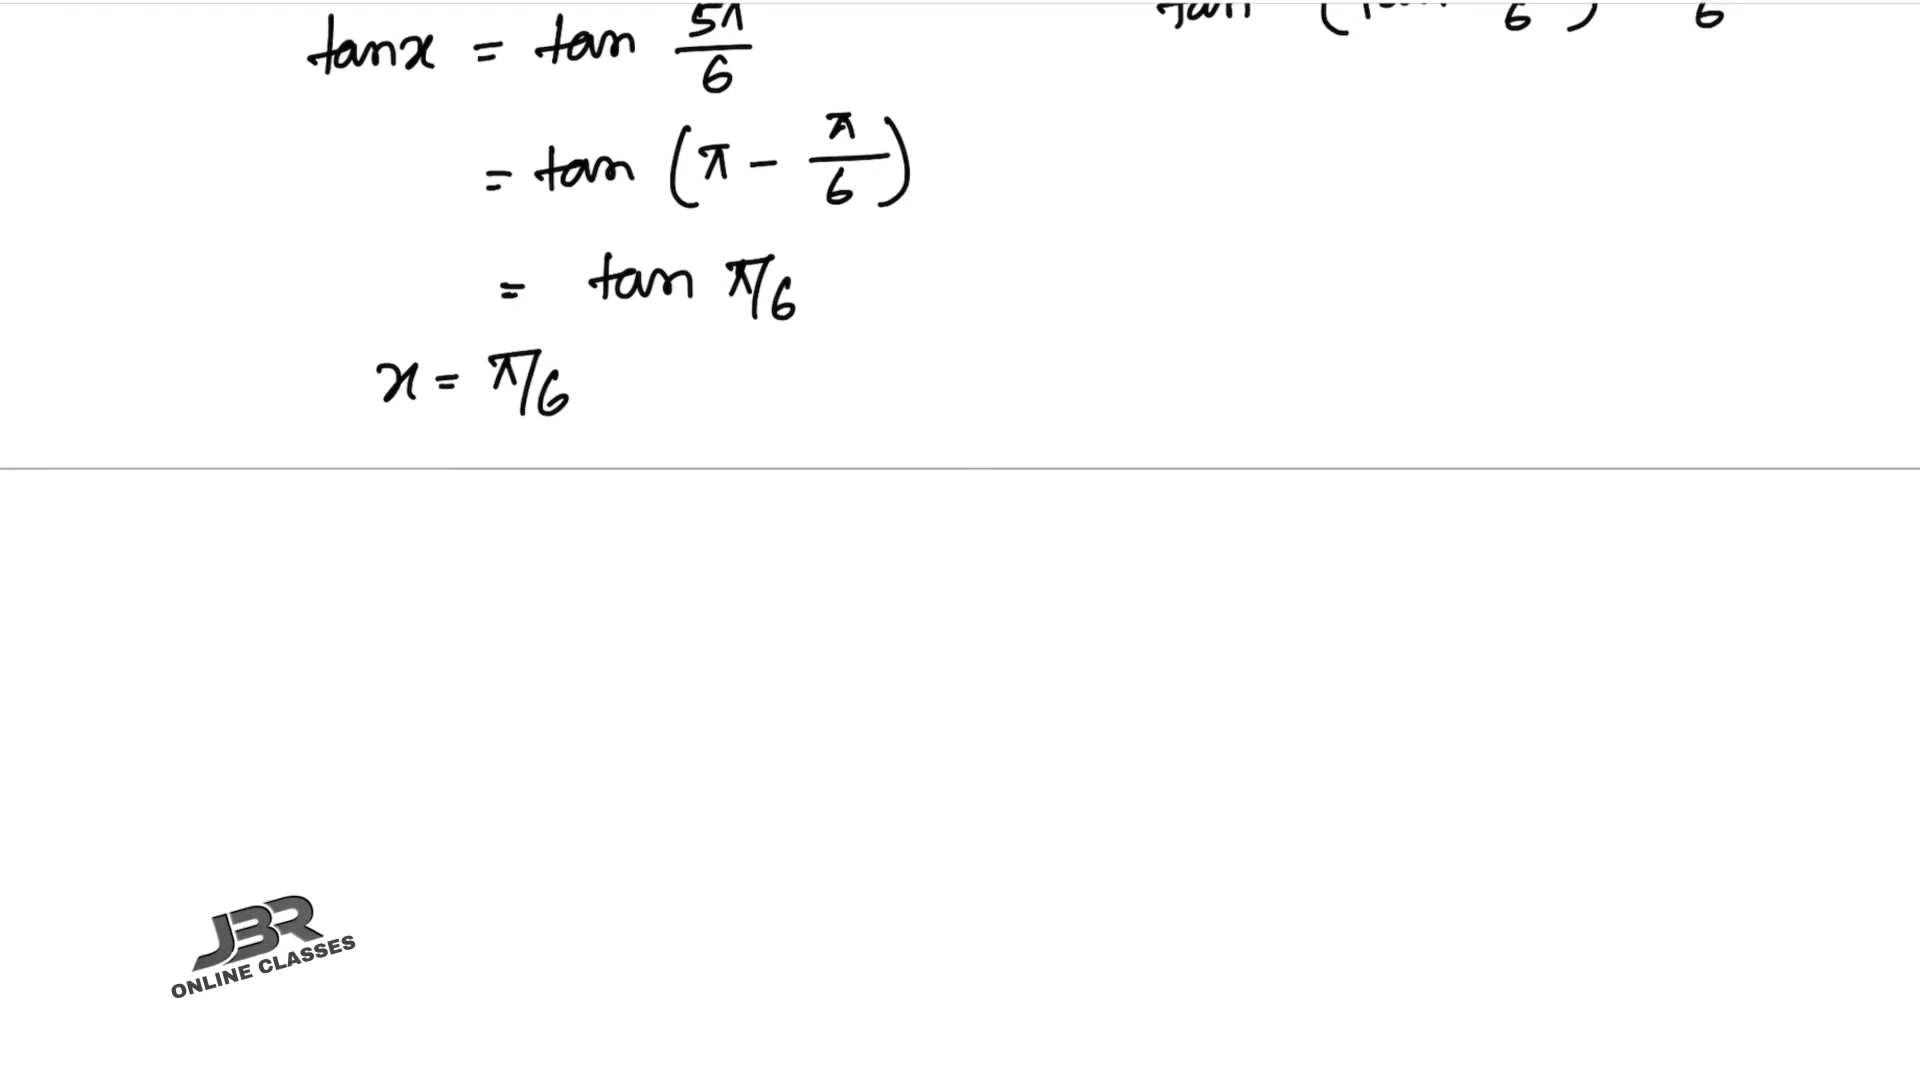 tanx = tan 5π/6
= tan (π - π/6)
= tan π/6
x = π/6
JBR
ONLINE CLASSES